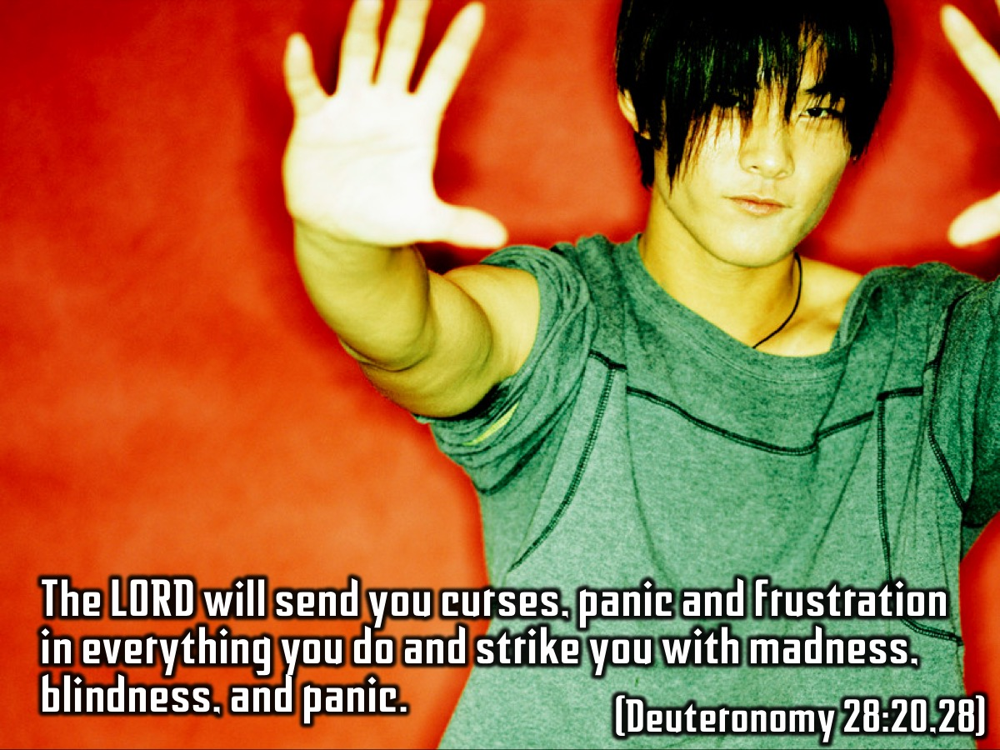 The LORD will send you curses, panic and frustration
in everything you do and strike you with madness,
blindness, and panic.
(Deuteronomy 28:20,28)